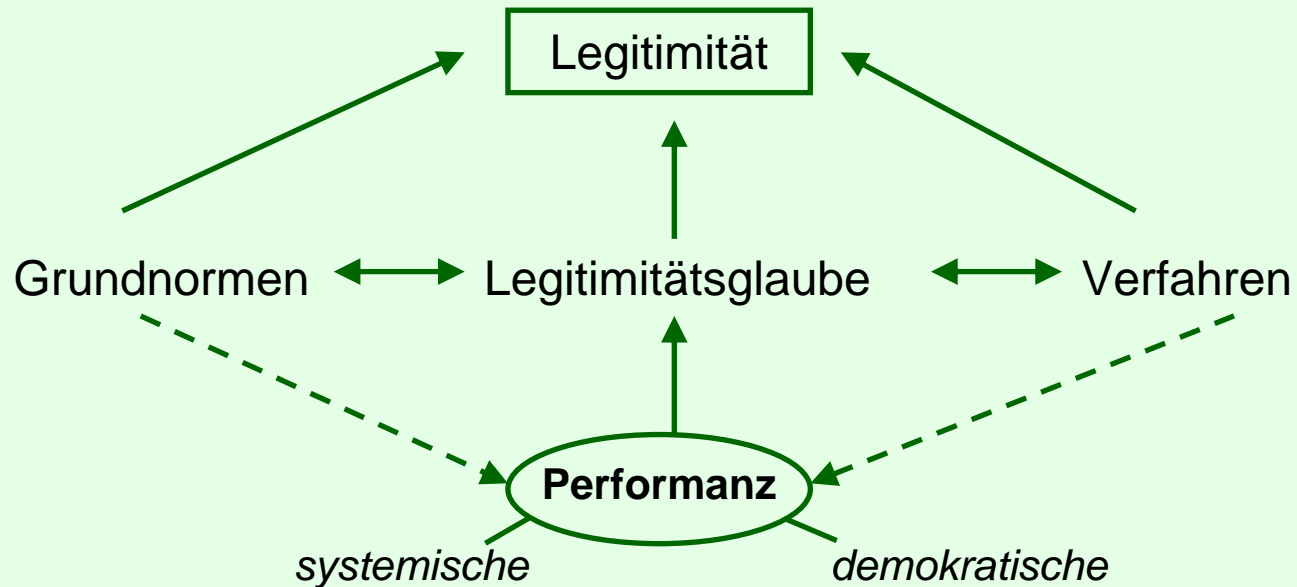 Legitimität
Grundnormen Legitimitätsglaube Verfahren
Performanz
systemische demokratische